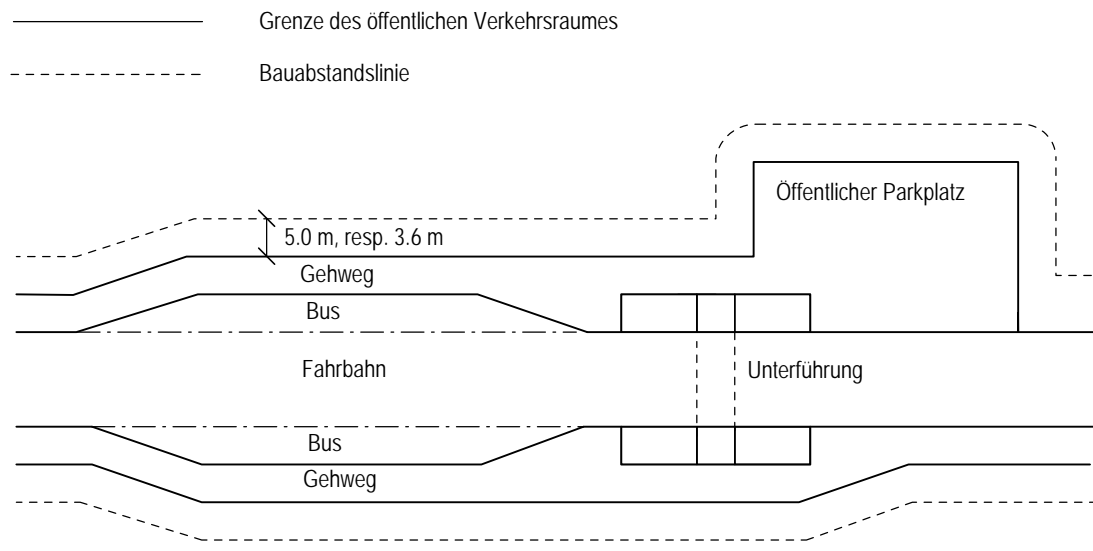 Grenze des öffentlichen Verkehrsraumes
Bauabstandslinie
Öffentlicher Parkplatz
5.0 m, resp. 3.6 m
Gehweg
Bus
Fahrbahn
Unterführung
Bus
Gehweg